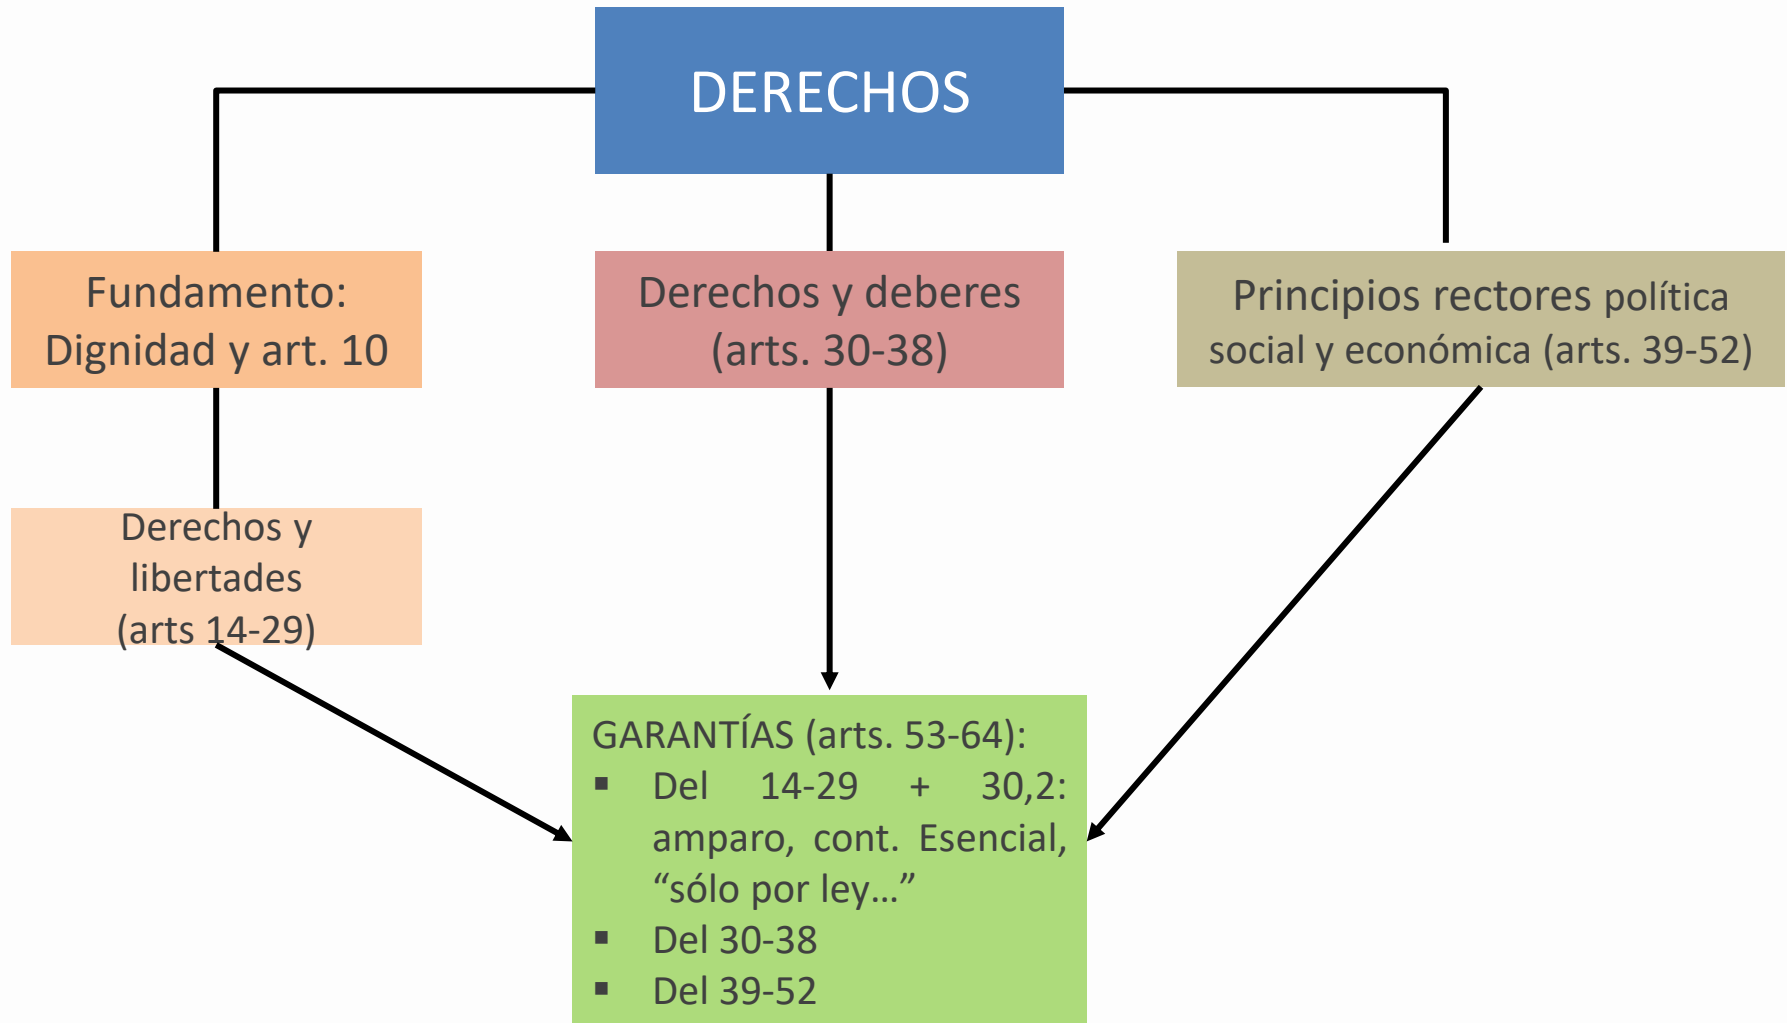 DERECHOS
Fundamento:
Dignidad y art. 10
Derechos y deberes
(arts. 30-38)
Principios rectores política
social y económica (arts. 39-52)
Derechos y
libertades
(arts 14-29)
GARANTÍAS (arts. 53-64):
▪ Del 14-29 + 30,2:
amparo, cont. Esencial,
“sólo por ley…”
▪ Del 30-38
▪ Del 39-52